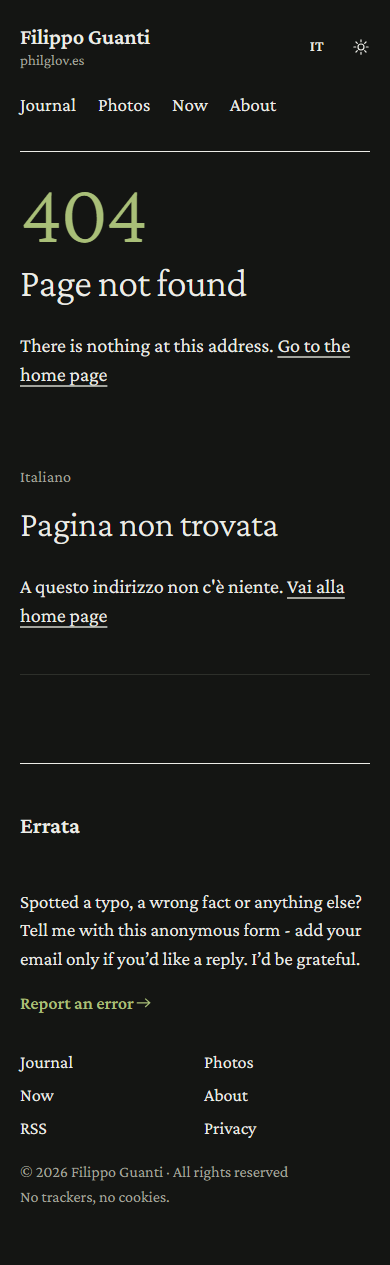 Filippo Guanti
philglov.es
IT
Journal Photos Now About
404
Page not found
There is nothing at this address. Go to the
home page
Italiano
Pagina non trovata
A questo indirizzo non c'è niente. Vai alla
home page
Errata
Spotted a typo, a wrong fact or anything else?
Tell me with this anonymous form - add your
email only if you’d like a reply. I’d be grateful.
Report an error→
Journal Photos
Now About
RSS Privacy
© 2026 Filippo Guanti · All rights reserved
No trackers, no cookies.